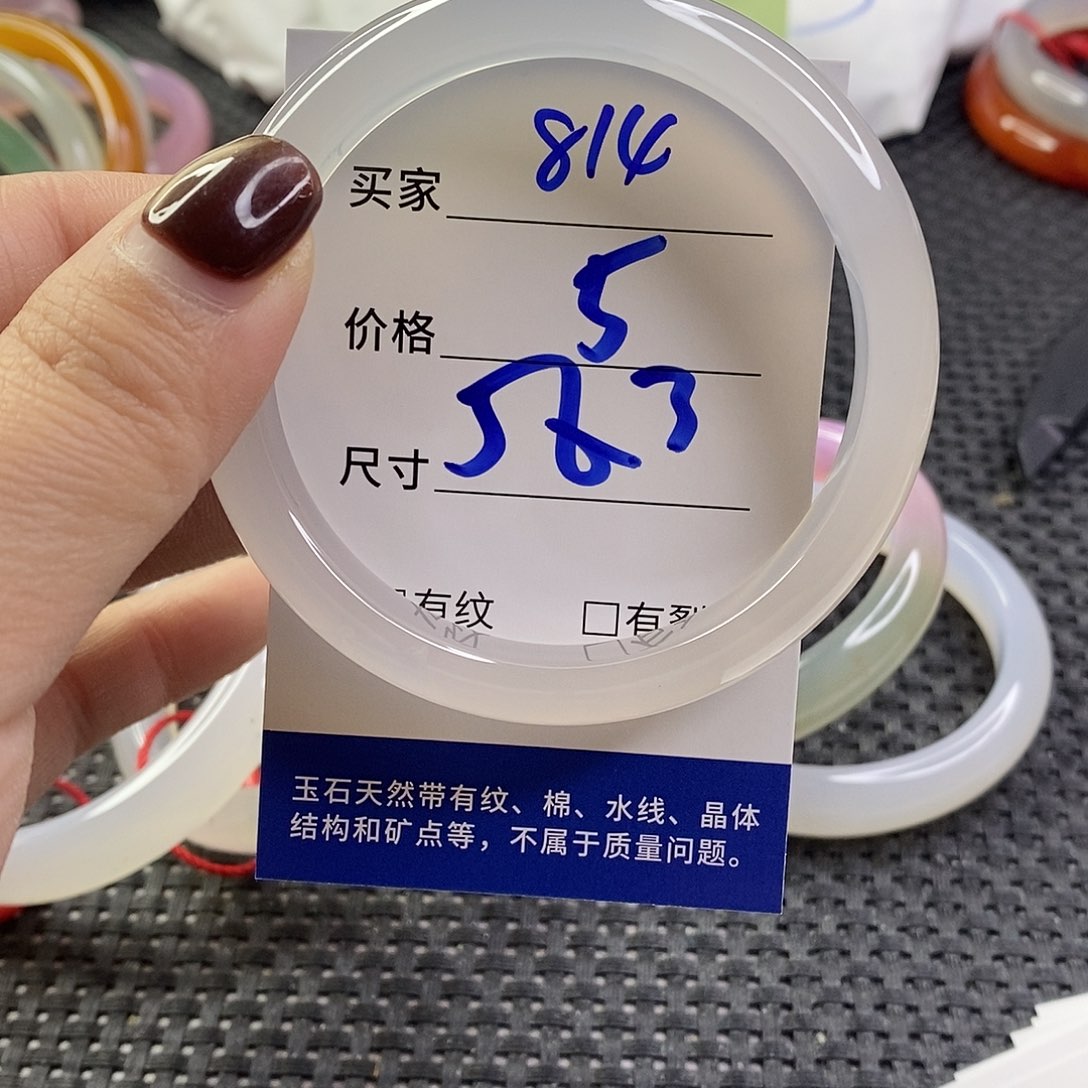 买家 814
价格 5
尺寸 563
有纹 □有裂
玉石天然带有纹、棉、水线、晶体
结构和矿点等，不属于质量问题。